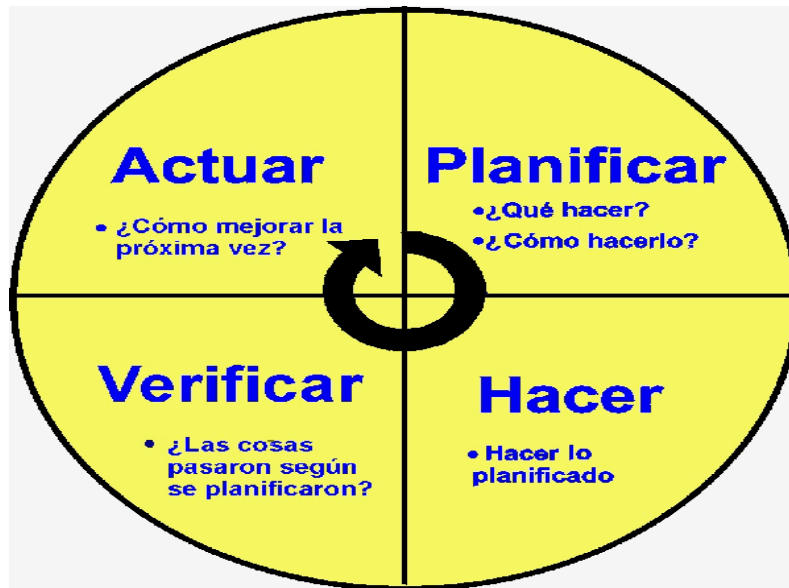 Actuar
• ¿Cómo mejorar la
próxima vez?
Planificar
•¿Qué hacer?
•¿Cómo hacerlo?
Verificar
• ¿Las cosas
pasaron según
se planificaron?
Hacer
• Hacer lo
planificado